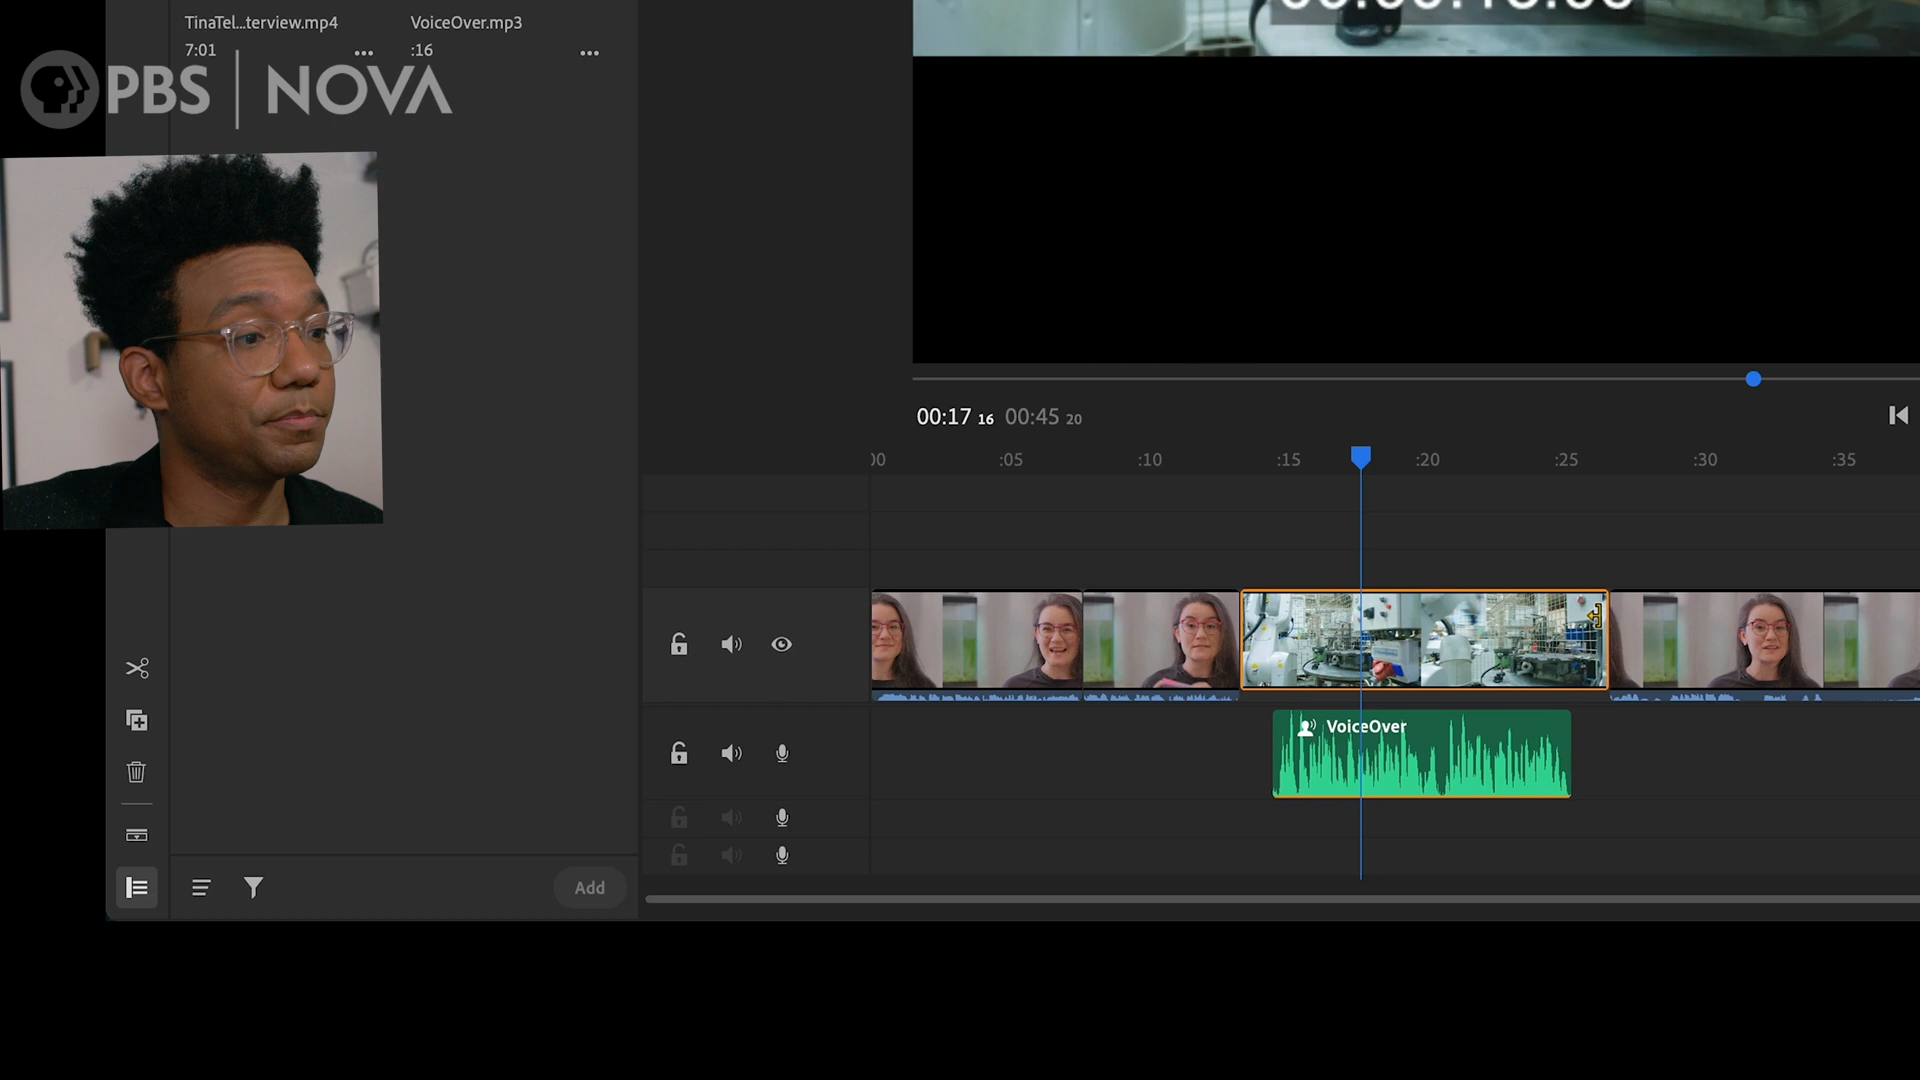 TinaTel...terview.mp4
VoiceOver.mp3
7:01
:16
PBS | NOVA
00:17 16 00:45 20
:05 :10 :15 :20 :25 :30 :35
VoiceOver
Add